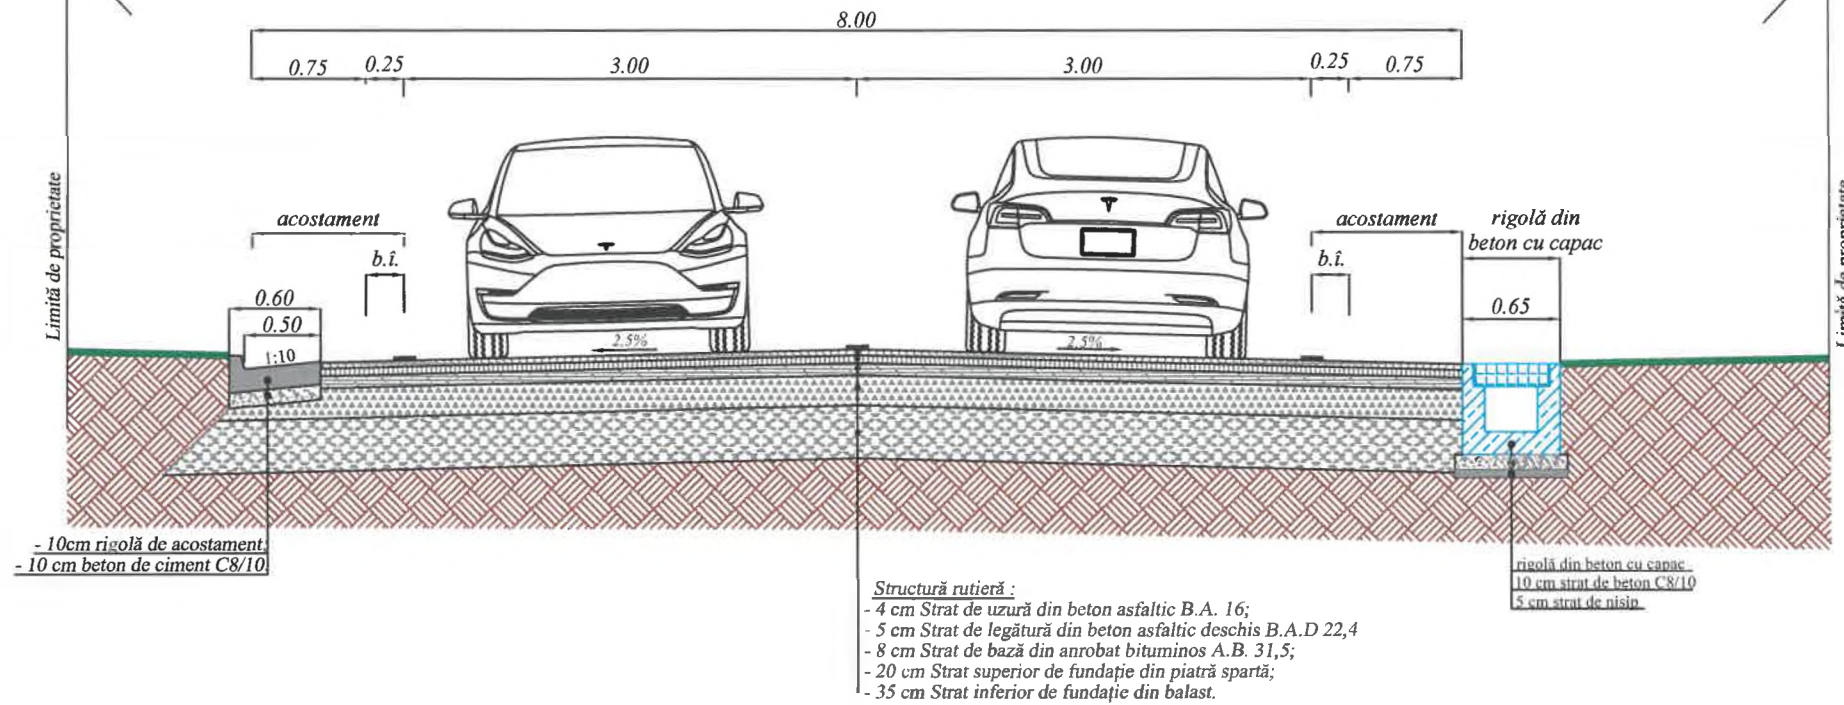 8.00
0.75 0.25 3.00 3.00 0.25 0.75
Limită de proprietate
acostament
b.î.
0.60
0.50
1:10
2.5%
2.5%
acostament
b.î.
rigolă din
beton cu capac
0.65
Limită de proprietate
- 10cm rigolă de acostament
- 10 cm beton de ciment C8/10
Structură rutieră :
- 4 cm Strat de uzură din beton asfaltic B.A. 16;
- 5 cm Strat de legătură din beton asfaltic deschis B.A.D 22,4
- 8 cm Strat de bază din anrobat bituminos A.B. 31,5;
- 20 cm Strat superior de fundație din piatră spartă;
- 35 cm Strat inferior de fundație din balast.
rigolă din beton cu capac
10 cm strat de beton C8/10
5 cm strat de nisip